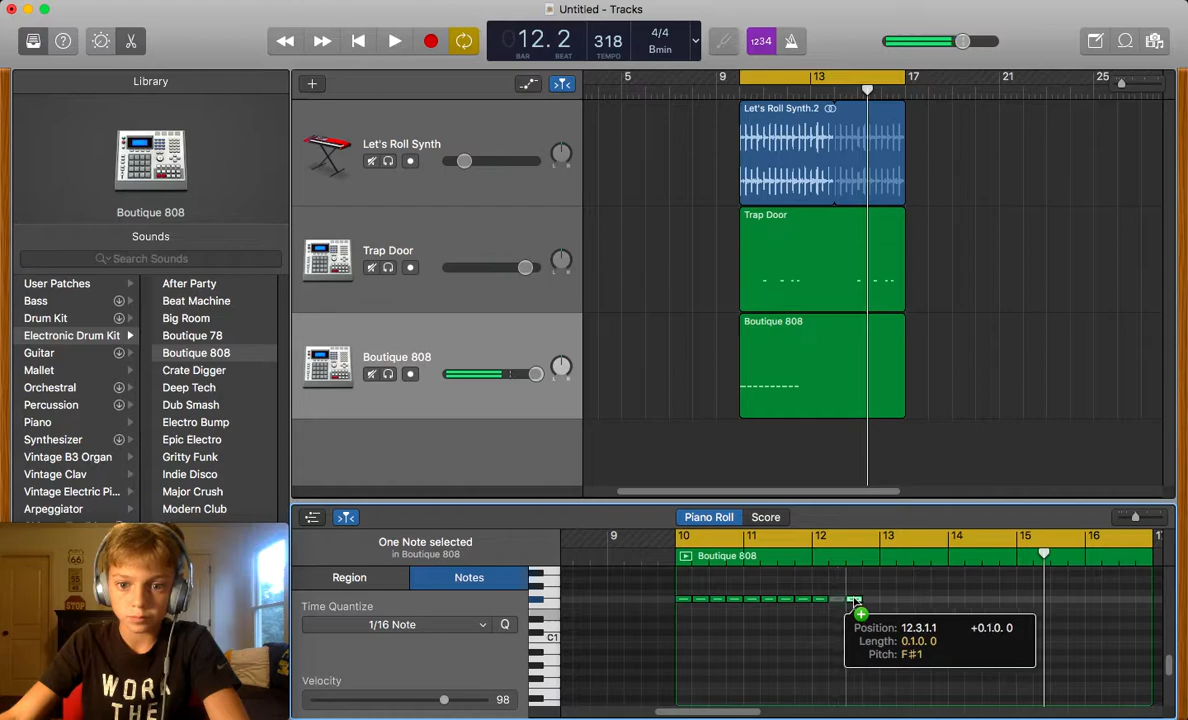 Untitled - Tracks
12.2
BAR BEAT
318
TEMPO
4/4
Bmin
1234
Library
Boutique 808
Sounds
Search Sounds
User Patches
Bass
Drum Kit
Electronic Drum Kit
Guitar
Mallet
Orchestral
Percussion
Piano
Synthesizer
Vintage B3 Organ
Vintage Clav
Vintage Electric Pi...
Arpeggiator
After Party
Beat Machine
Big Room
Boutique 78
Boutique 808
Crate Digger
Deep Tech
Dub Smash
Electro Bump
Epic Electro
Gritty Funk
Indie Disco
Major Crush
Modern Club
Let's Roll Synth
L R
Trap Door
L R
Boutique 808
L R
5 9 13 17 21 25
Let's Roll Synth.2
Trap Door
Boutique 808
Piano Roll Score
One Note selected
in Boutique 808
Region Notes
Time Quantize
1/16 Note
Q
Velocity
98
9 10 11 12 13 14 15 16
Boutique 808
C1
Position: 12.3.1.1 +0.1.0. 0
Length: 0.1.0. 0
Pitch: F♯1
66
STOP
WORK
THE